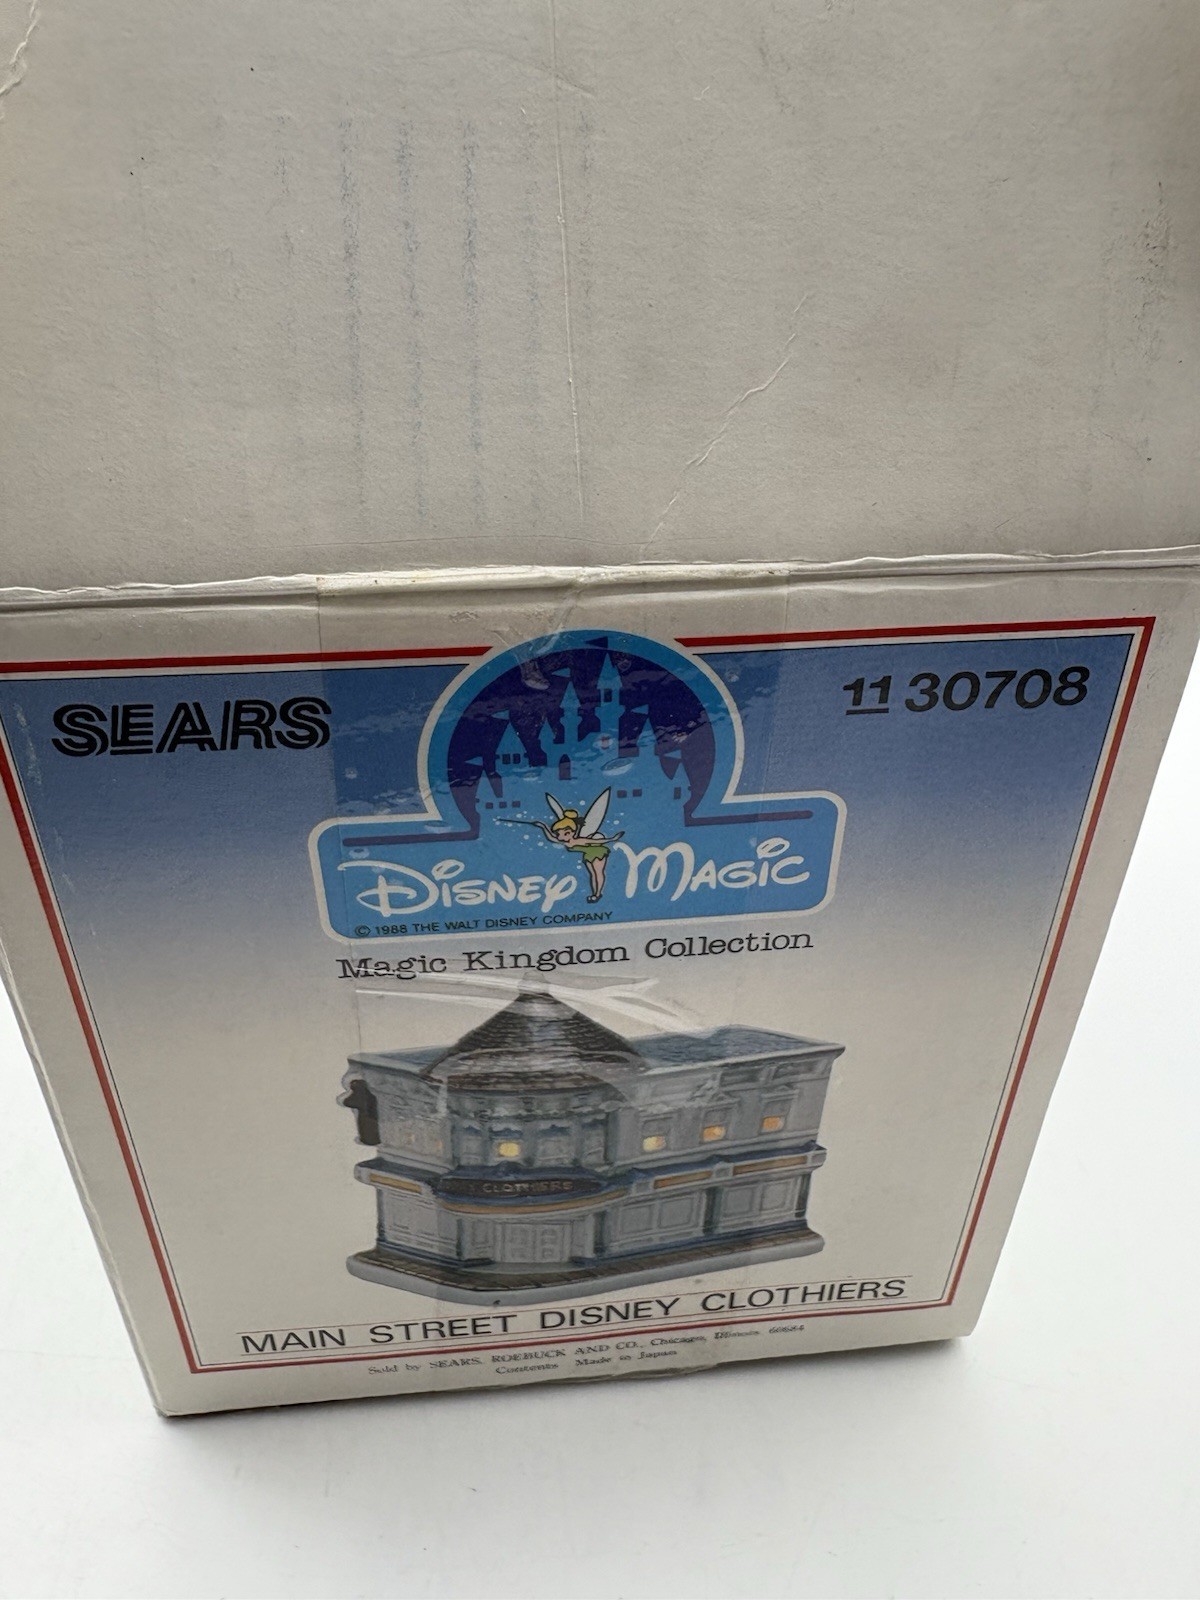 SEARS
11 30708
DISNEY MAGIC
© 1988 THE WALT DISNEY COMPANY
Magic Kingdom Collection
CLOTHIERS
MAIN STREET DISNEY CLOTHIERS
Sold by SEARS, ROEBUCK AND CO., Chicago, Illinois 60684
Contents Made in Japan